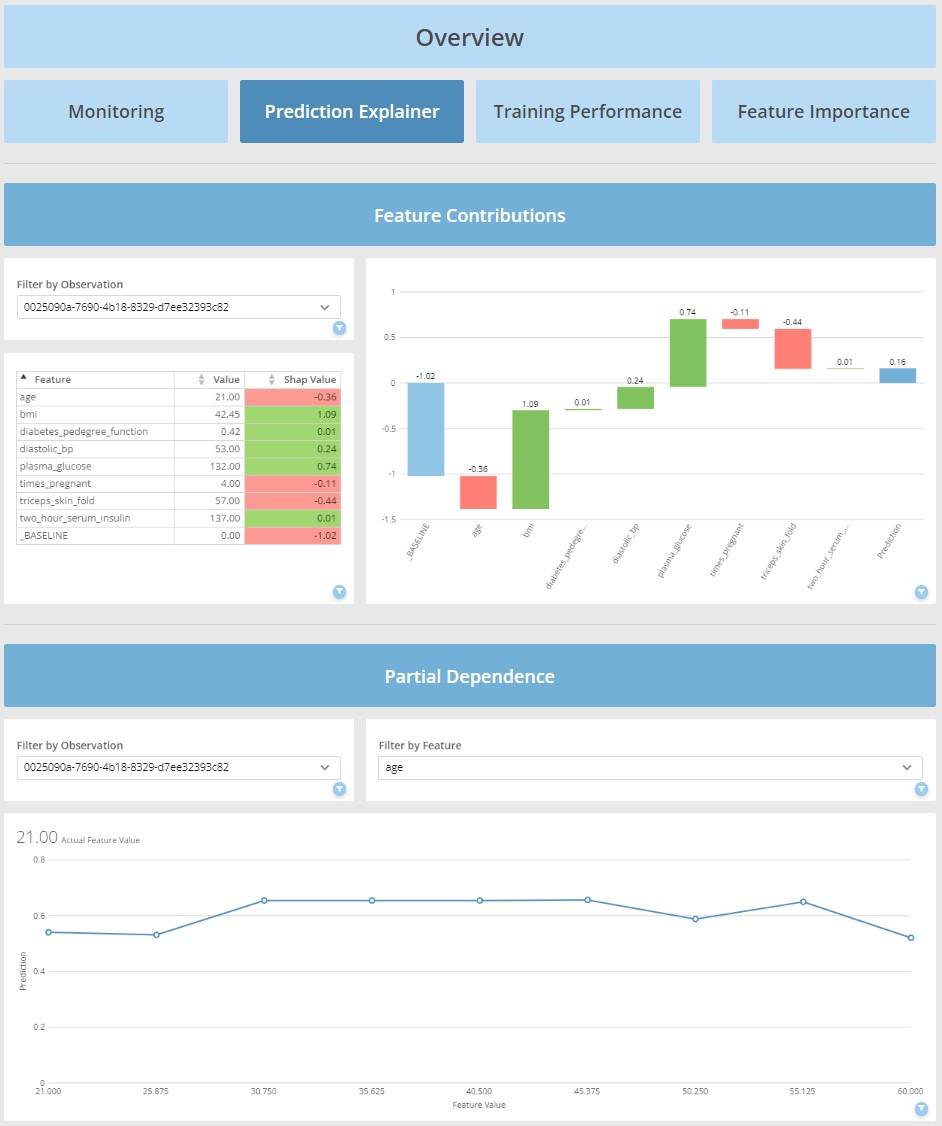 Overview
Monitoring
Prediction Explainer
Training Performance
Feature Importance
Feature Contributions
Filter by Observation
0025090a-7690-4b18-8329-d7ee32393c82
Feature Value Shap Value
age 21.00 -0.36
bmi 42.45 1.09
diabetes_pedegree_function 0.42 0.01
diastolic_bp 53.00 0.24
plasma_glucose 132.00 0.74
times_pregnant 4.00 -0.11
triceps_skin_fold 57.00 -0.44
two_hour_serum_insulin 137.00 0.01
_BASELINE 0.00 -1.02
1
0.5
0
-0.5
-1
-1.5
-1.02
-0.36
1.09
0.01
0.24
0.74
-0.11
-0.44
0.01
0.16
_BASELINE
age
bmi
diabetes_pedegre...
diastolic_bp
plasma_glucose
times_pregnant
triceps_skin_fold
two_hour_serum_...
Prediction
Partial Dependence
Filter by Observation
0025090a-7690-4b18-8329-d7ee32393c82
Filter by Feature
age
21.00 Actual Feature Value
0.8
0.6
0.4
0.2
0
Prediction
21.000 25.875 30.750 35.625 40.500 45.375 50.250 55.125 60.000
Feature Value